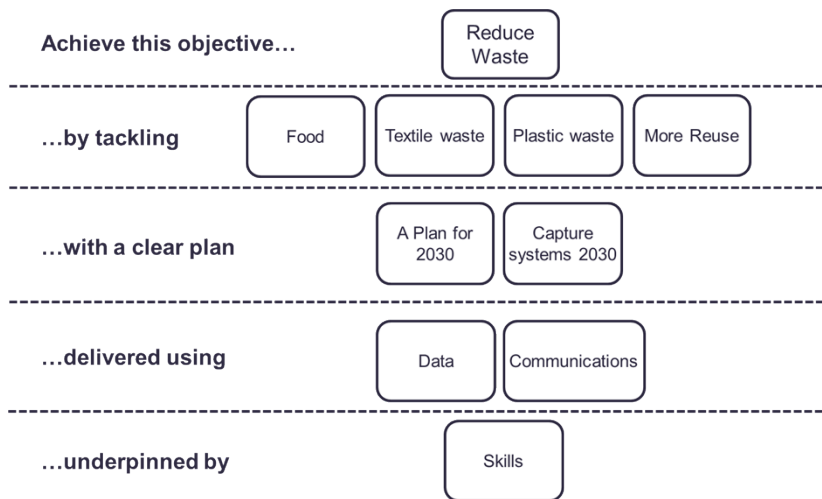 Achieve this objective…
Reduce
Waste
…by tackling
Food
Textile waste
Plastic waste
More Reuse
…with a clear plan
A Plan for
2030
Capture
systems 2030
…delivered using
Data
Communications
…underpinned by
Skills